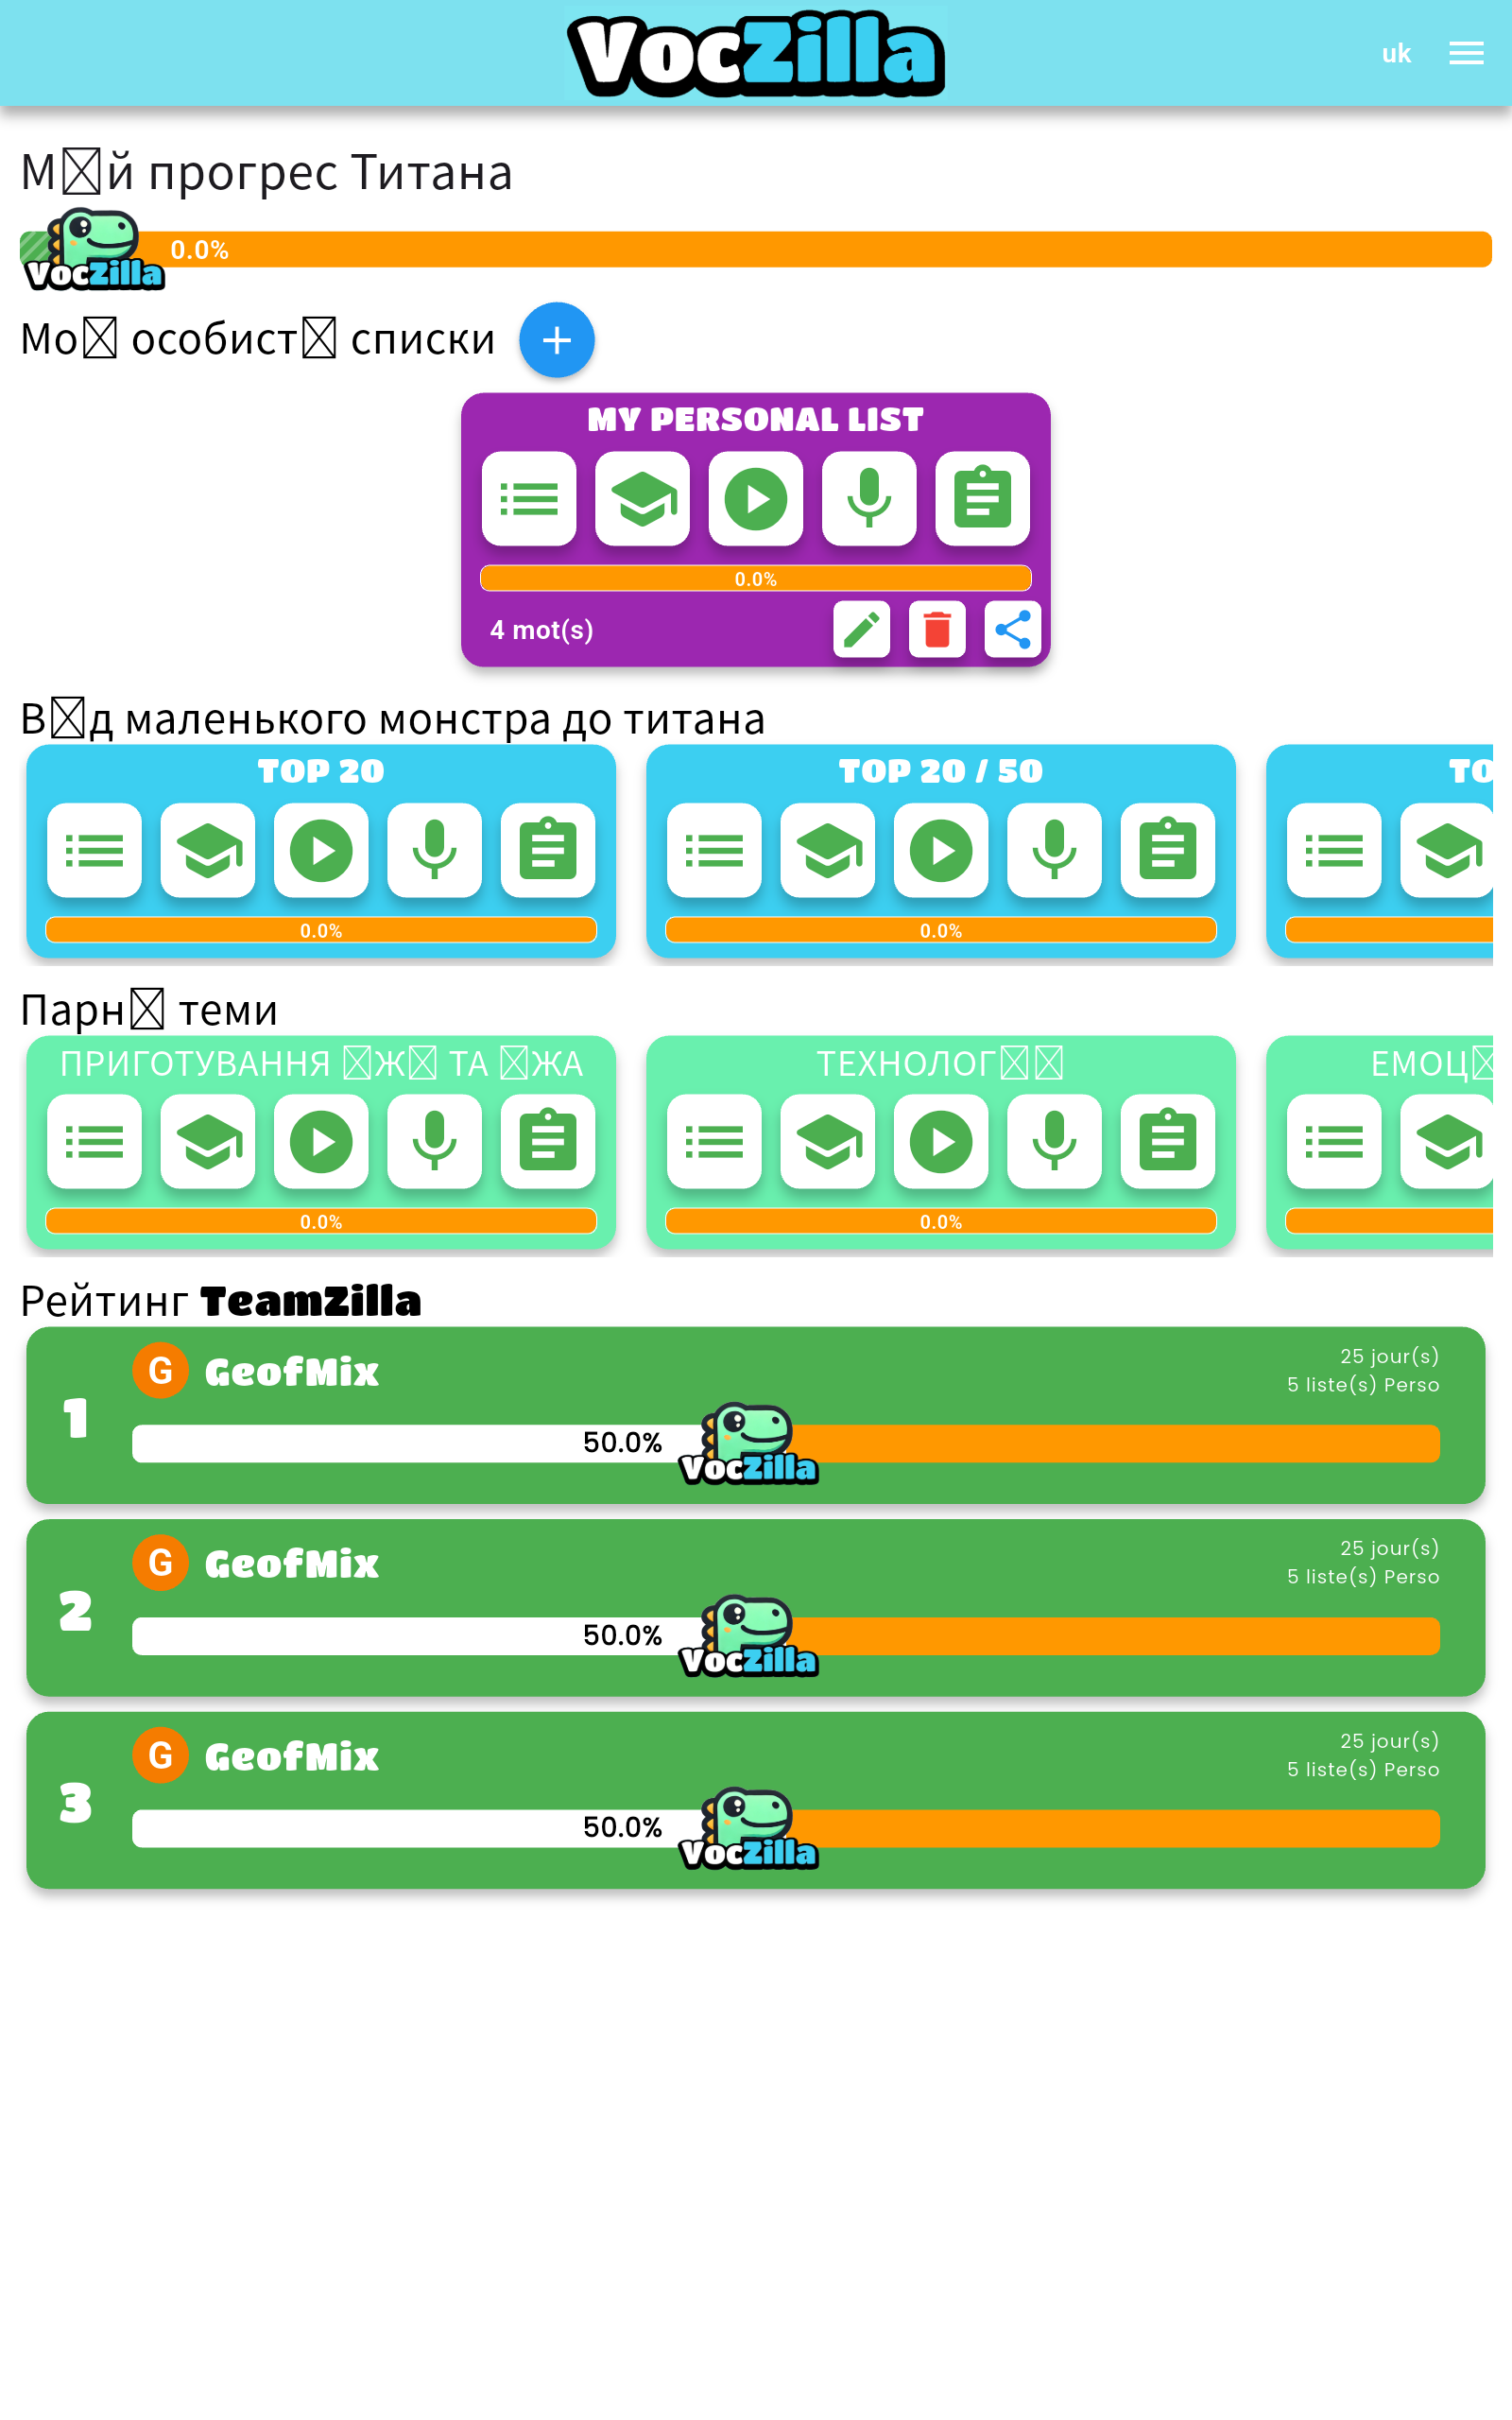 VocZilla
uk
М☒й прогрес Титана
VocZilla
0.0%
Мо☒ особист☒ списки
MY PERSONAL LIST
0.0%
4 mot(s)
В☒д маленького монстра до титана
TOP 20
TOP 20 / 50
TO
0.0%
0.0%
Парн☒ теми
ПРИГОТУВАННЯ ☒Ж☒ ТА ☒ЖА
ТЕХНОЛОГ☒☒
ЕМОЦ☒
0.0%
0.0%
Рейтинг TeamZilla
1
G GeofMix
25 jour(s)
5 liste(s) Perso
50.0%
VocZilla
2
G GeofMix
25 jour(s)
5 liste(s) Perso
50.0%
VocZilla
3
G GeofMix
25 jour(s)
5 liste(s) Perso
50.0%
VocZilla